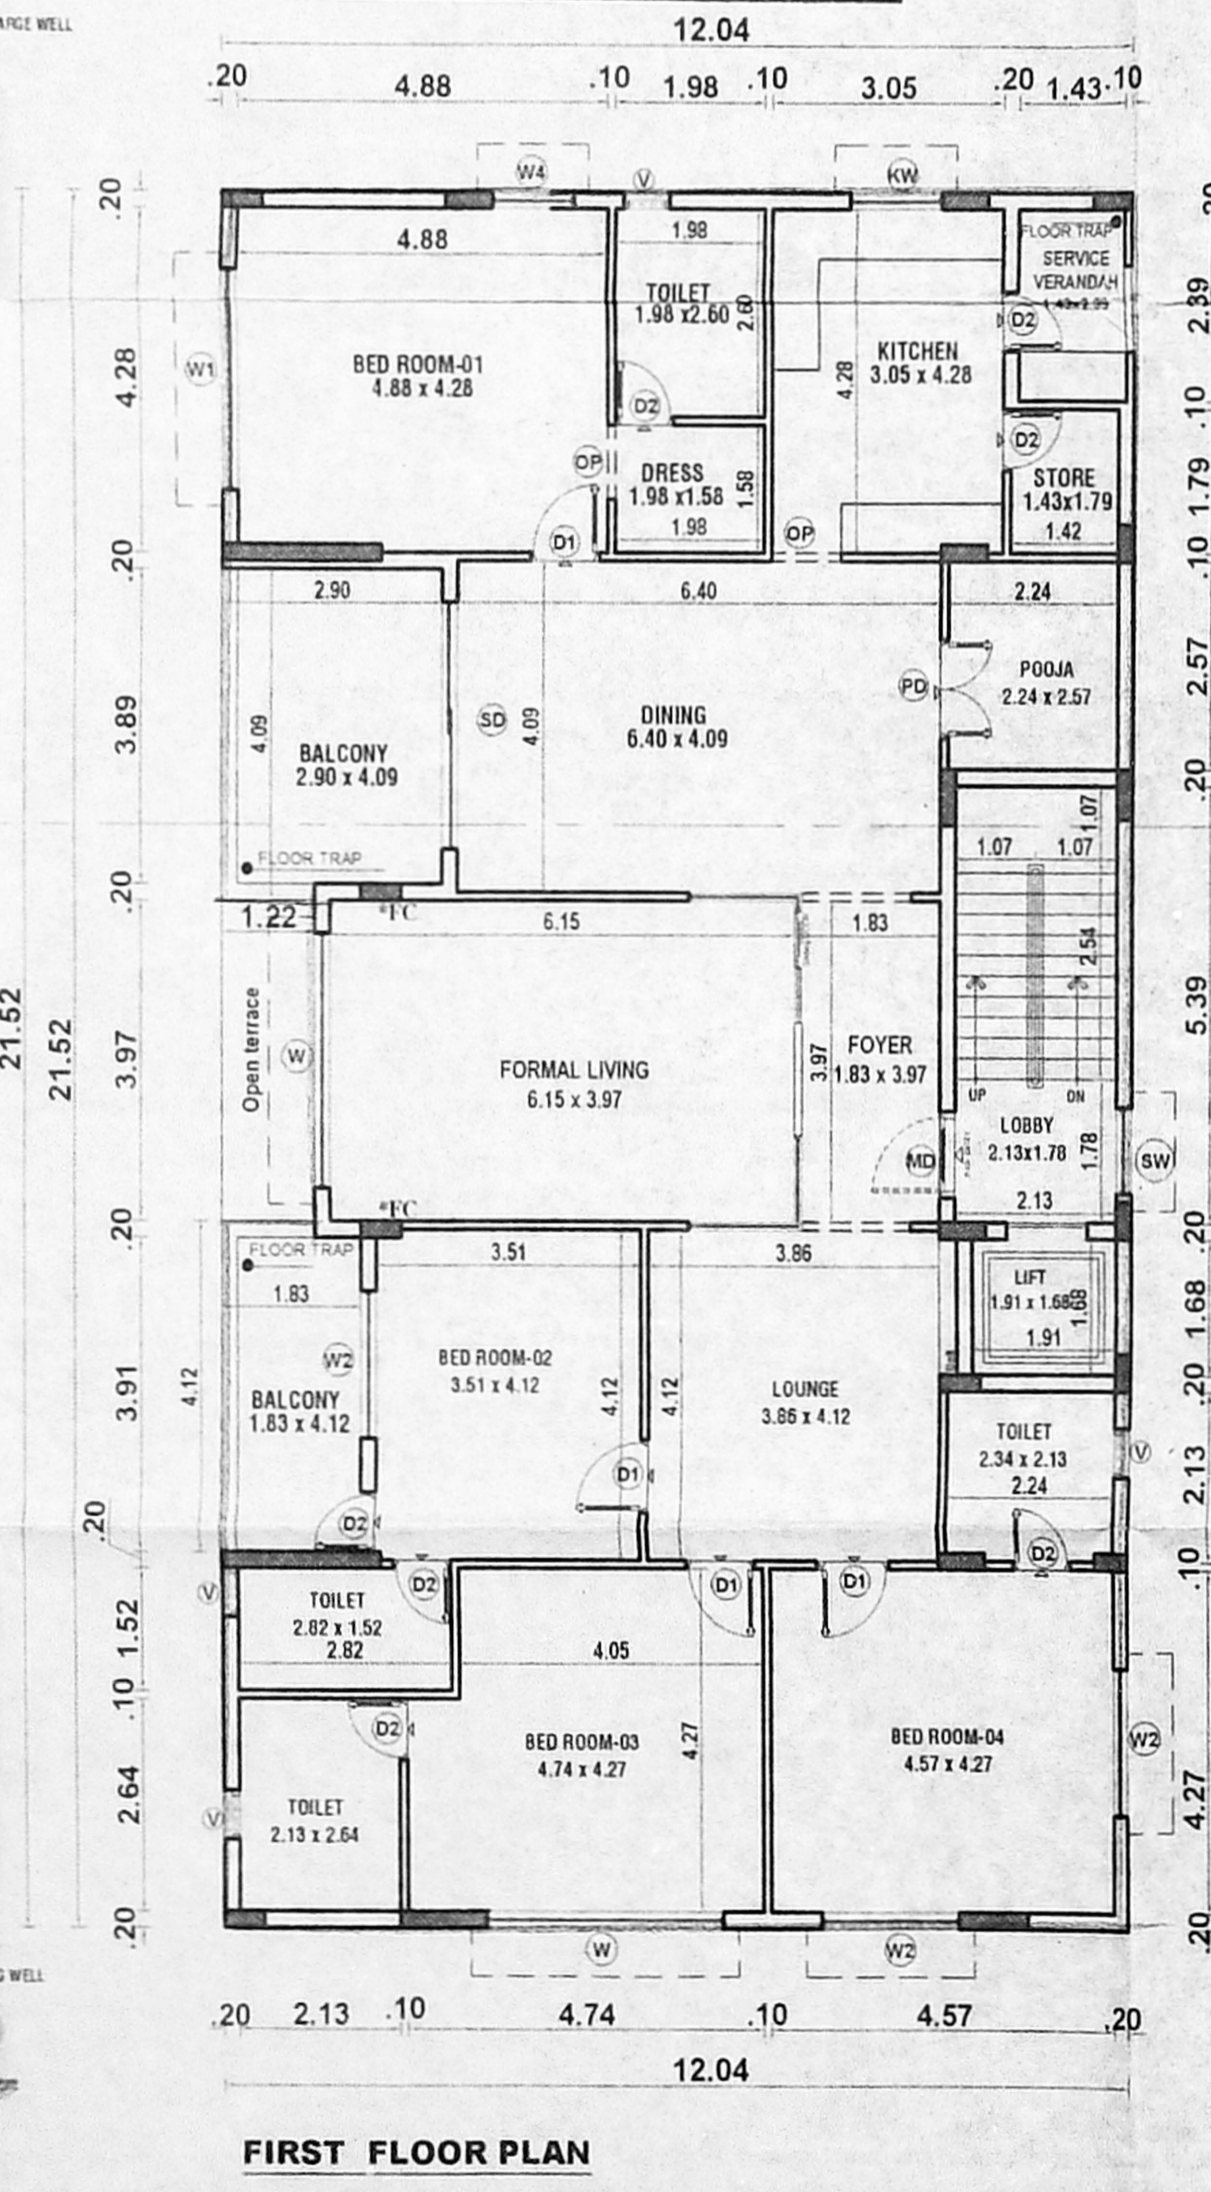 ARGE WELL
12.04
.20 4.88 .10 1.98 .10 3.05 .20 1.43 .10
W4 V KW
.20
4.88
1.98
FLOOR TRAP
SERVICE
VERANDAH
TOILET
1.98 x2.60
2.60
D2
2.39
W1
4.28
BED ROOM-01
4.88 x 4.28
KITCHEN
3.05 x 4.28
4.28
D2
.10
D2
OP
DRESS
1.98 x1.58
1.58
1.98
STORE
1.43x1.79
1.42
1.79
D1
OP
.20
.10
2.90
6.40
2.24
POOJA
2.24 x 2.57
2.57
PD
3.89
4.09
SD
4.09
DINING
6.40 x 4.09
BALCONY
2.90 x 4.09
.20
1.07
1.07 1.07
FLOOR TRAP
.20
1.22
*FC
6.15
1.83
2.54
21.52
21.52
3.97
Open terrace
W
FORMAL LIVING
6.15 x 3.97
3.97
FOYER
1.83 x 3.97
5.39
UP DN
LOBBY
2.13x1.78
1.78
MD
SW
2.13
*FC
.20
.20
FLOOR TRAP
3.51
3.86
1.83
LIFT
1.91 x 1.68
1.68
1.91
1.68
W2
BED ROOM-02
3.51 x 4.12
3.91
4.12
BALCONY
1.83 x 4.12
4.12
4.12
LOUNGE
3.86 x 4.12
.20
TOILET
2.34 x 2.13
2.24
V
2.13
D1
.20
D2
D2
.10
V
D2
D1
D1
TOILET
2.82 x 1.52
2.82
1.52
4.05
.10
D2
BED ROOM-03
4.74 x 4.27
4.27
BED ROOM-04
4.57 x 4.27
W2
2.64
V
TOILET
2.13 x 2.64
4.27
.20
.20
W
W2
G WELL
.20 2.13 .10 4.74 .10 4.57 .20
12.04
FIRST FLOOR PLAN